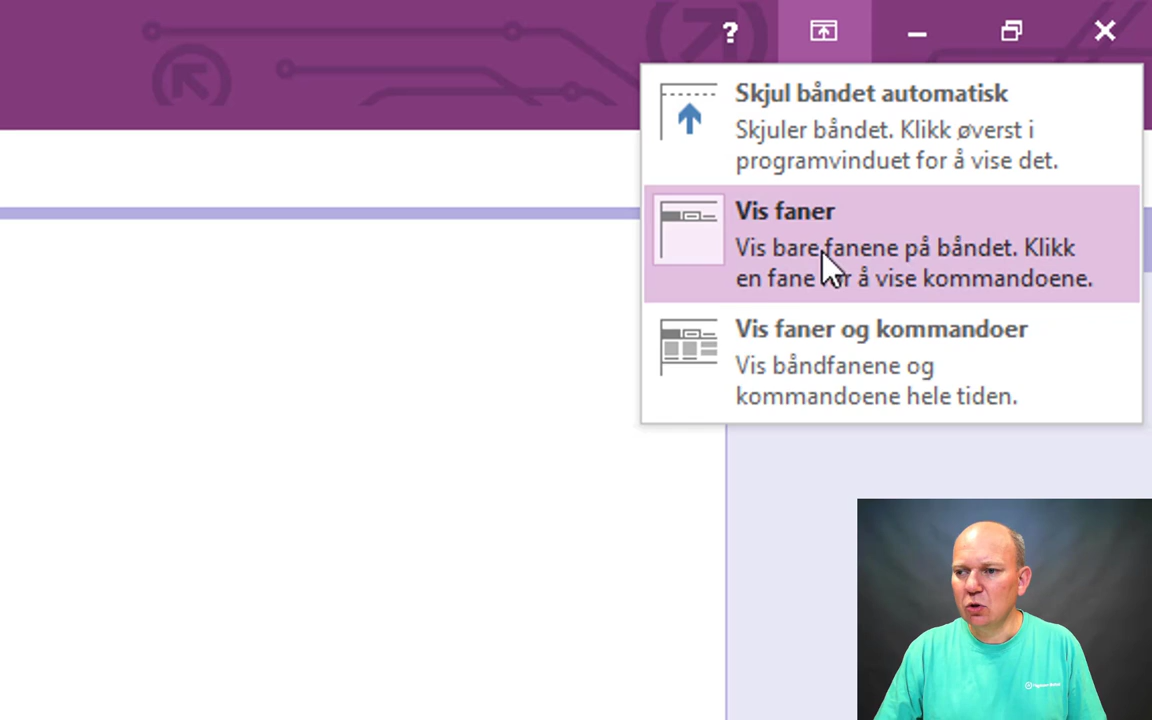 ?
Skjul båndet automatisk
Skjuler båndet. Klikk øverst i
programvinduet for å vise det.
Vis faner
Vis bare fanene på båndet. Klikk
en fane for å vise kommandoene.
Vis faner og kommandoer
Vis båndfanene og
kommandoene hele tiden.